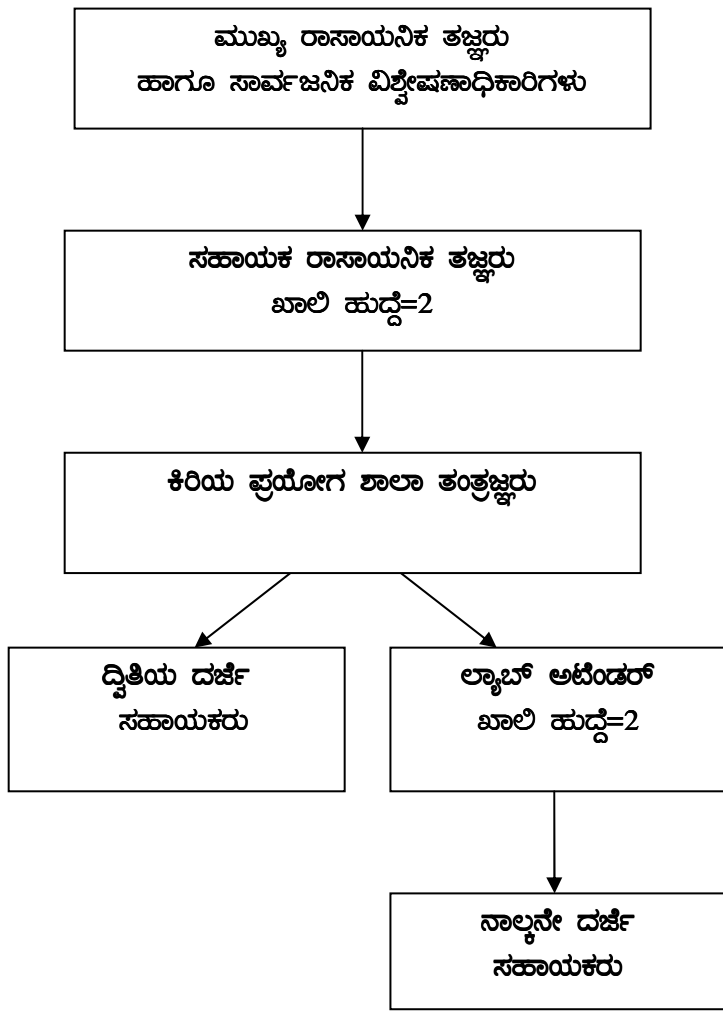 ಮುಖ್ಯ ರಾಸಾಯನಿಕ ತಜ್ಞರು
ಹಾಗೂ ಸಾರ್ವಜನಿಕ ವಿಶ್ಲೇಷಣಾಧಿಕಾರಿಗಳು
ಸಹಾಯಕ ರಾಸಾಯನಿಕ ತಜ್ಞರು
ಖಾಲಿ ಹುದ್ದೆ=2
ಕಿರಿಯ ಪ್ರಯೋಗ ಶಾಲಾ ತಂತ್ರಜ್ಞರು
ದ್ವಿತಿಯ ದರ್ಜೆ
ಸಹಾಯಕರು
ಲ್ಯಾಬ್ ಅಟೆಂಡರ್
ಖಾಲಿ ಹುದ್ದೆ=2
ನಾಲ್ಕನೇ ದರ್ಜೆ
ಸಹಾಯಕರು